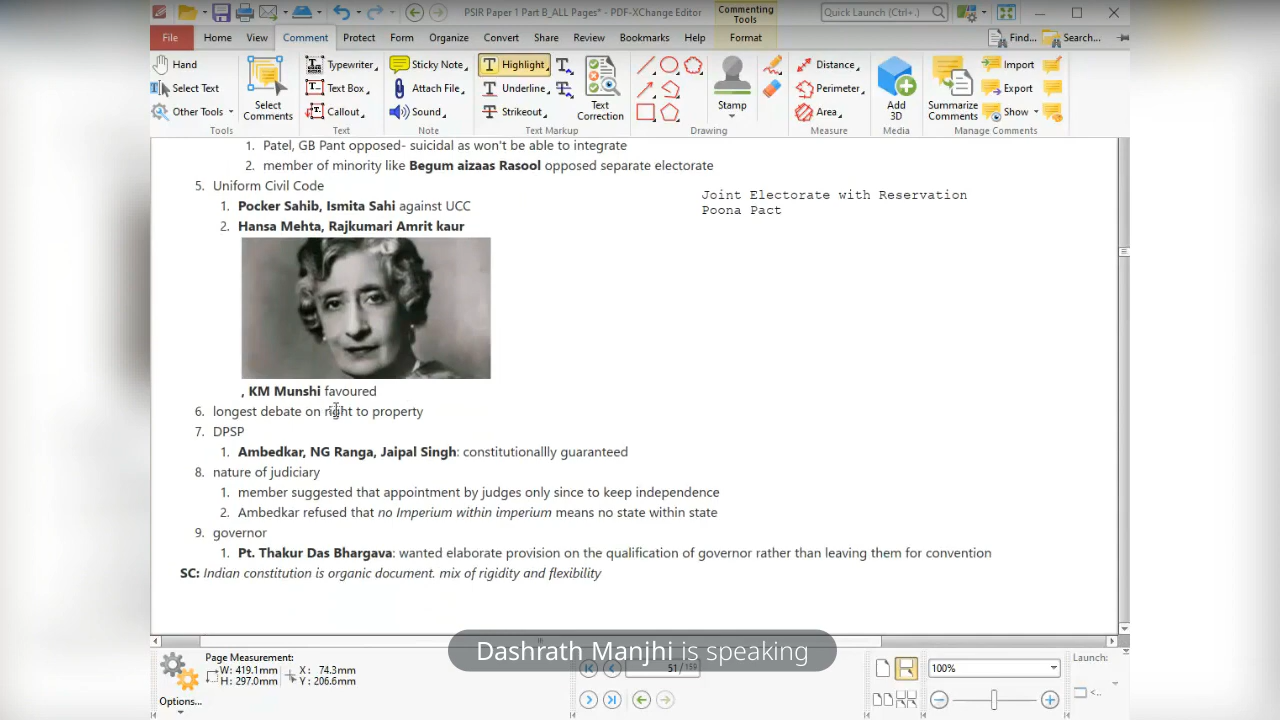 PSIR Paper 1 Part B_ALL Pages* - PDF-XChange Editor
Commenting Tools
Quick Launch (Ctrl+.)
File Home View Comment Protect Form Organize Convert Share Review Bookmarks Help Format Find... Search...
Hand
Select Text
Other Tools
Select Comments
Tools
Typewriter
Text Box
Callout
Text
Sticky Note
Attach File
Sound
Note
Highlight
Underline
Strikeout
Text Correction
Text Markup
Stamp
Drawing
Distance
Perimeter
Area
Measure
Add 3D
Media
Summarize Comments
Import
Export
Show
Manage Comments
1. Patel, GB Pant opposed- suicidal as won't be able to integrate
2. member of minority like Begum aizaas Rasool opposed separate electorate
5. Uniform Civil Code
1. Pocker Sahib, Ismita Sahi against UCC
2. Hansa Mehta, Rajkumari Amrit kaur
, KM Munshi favoured
Joint Electorate with Reservation
Poona Pact
6. longest debate on right to property
7. DPSP
1. Ambedkar, NG Ranga, Jaipal Singh: constitutionallly guaranteed
8. nature of judiciary
1. member suggested that appointment by judges only since to keep independence
2. Ambedkar refused that no Imperium within imperium means no state within state
9. governor
1. Pt. Thakur Das Bhargava: wanted elaborate provision on the qualification of governor rather than leaving them for convention
SC: Indian constitution is organic document. mix of rigidity and flexibility
Dashrath Manjhi is speaking
Options...
Page Measurement:
W: 419.1mm
H: 297.0mm
X: 74.3mm
Y: 206.6mm
51 / 159
100%
Launch: